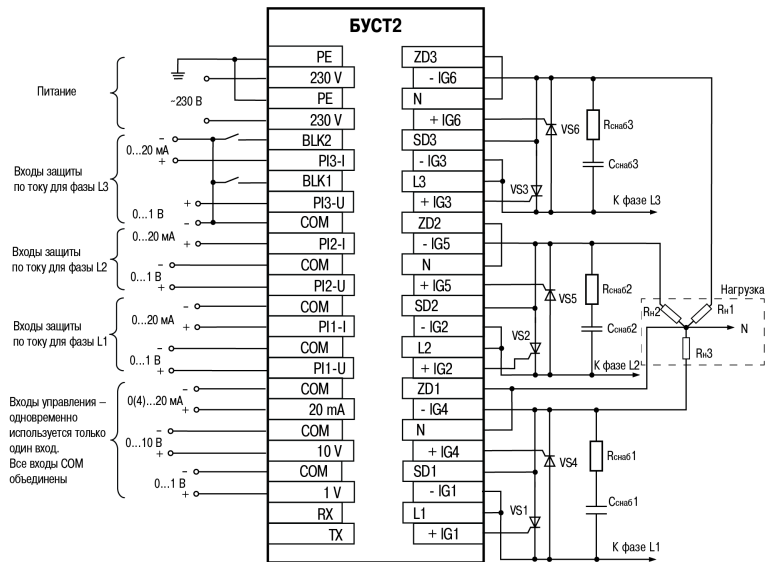 БУСТ2
Питание
~230 В
Входы защиты
по току для фазы L3
−
0...20 мА
+
+
0...1 В
−
Входы защиты
по току для фазы L2
0...20 мА
+
−
0...1 В
+
Входы защиты
по току для фазы L1
−
0...20 мА
+
−
0...1 В
+
Входы управления –
одновременно
используется только
один вход.
Все входы COM
объединены
−
0(4)...20 мА
+
−
0...10 В
+
−
0...1 В
+
PE
230 V
PE
230 V
BLK2
PI3-I
BLK1
PI3-U
COM
PI2-I
COM
PI2-U
COM
PI1-I
COM
PI1-U
COM
20 mA
COM
10 V
COM
1 V
RX
TX
ZD3
- IG6
N
+ IG6
SD3
- IG3
L3
+ IG3
ZD2
- IG5
N
+ IG5
SD2
- IG2
L2
+ IG2
ZD1
- IG4
N
+ IG4
SD1
- IG1
L1
+ IG1
VS6
Rснаб3
Cснаб3
VS3
К фазе L3
VS5
Rснаб2
Cснаб2
VS2
К фазе L2
Нагрузка
Rн2
Rн1
N
Rн3
VS4
Rснаб1
Cснаб1
VS1
К фазе L1